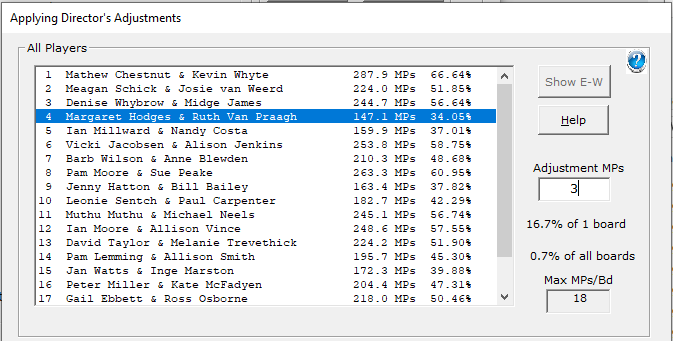 Applying Director's Adjustments
All Players
1 Mathew Chestnut & Kevin Whyte 287.9 MPs 66.64%
2 Meagan Schick & Josie van Weerd 224.0 MPs 51.85%
3 Denise Whybrow & Midge James 244.7 MPs 56.64%
4 Margaret Hodges & Ruth Van Praagh 147.1 MPs 34.05%
5 Ian Millward & Nandy Costa 159.9 MPs 37.01%
6 Vicki Jacobsen & Alison Jenkins 253.8 MPs 58.75%
7 Barb Wilson & Anne Blewden 210.3 MPs 48.68%
8 Pam Moore & Sue Peake 263.3 MPs 60.95%
9 Jenny Hatton & Bill Bailey 163.4 MPs 37.82%
10 Leonie Sentch & Paul Carpenter 182.7 MPs 42.29%
11 Muthu Muthu & Michael Neels 245.1 MPs 56.74%
12 Ian Moore & Allison Vince 248.6 MPs 57.55%
13 David Taylor & Melanie Trevethick 224.2 MPs 51.90%
14 Pam Lemming & Allison Smith 195.7 MPs 45.30%
15 Jan Watts & Inge Marston 172.3 MPs 39.88%
16 Peter Miller & Kate McFadyen 204.4 MPs 47.31%
17 Gail Ebbett & Ross Osborne 218.0 MPs 50.46%
?
Show E-W
Help
Adjustment MPs
3
16.7% of 1 board
0.7% of all boards
Max MPs/Bd
18